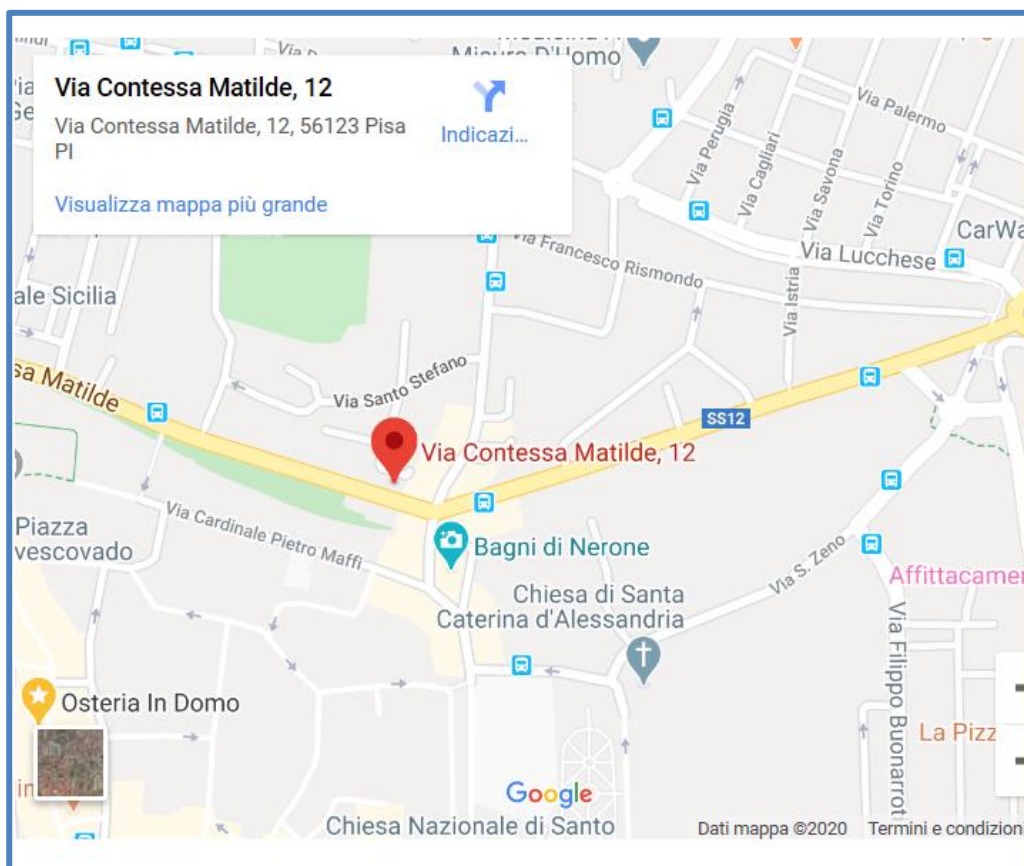 Misura D'Uomo
Via Contessa Matilde, 12
Via Contessa Matilde, 12, 56123 Pisa
PI
Indicazi...
Visualizza mappa più grande
Via Palermo
Via Perugia
Via Cagliari
Via Savona
Via Torino
CarWa
Via Lucchese
Via Francesco Rismondo
Via Istria
ale Sicilia
sa Matilde
Via Santo Stefano
SS12
Via Contessa Matilde, 12
Via Cardinale Pietro Maffi
Piazza
vescovado
Bagni di Nerone
Via S. Zeno
Affittacamer
Chiesa di Santa
Caterina d'Alessandria
Via Filippo Buonarrot
Osteria In Domo
La Pizz
Google
Chiesa Nazionale di Santo
Dati mappa ©2020
Termini e condizioni